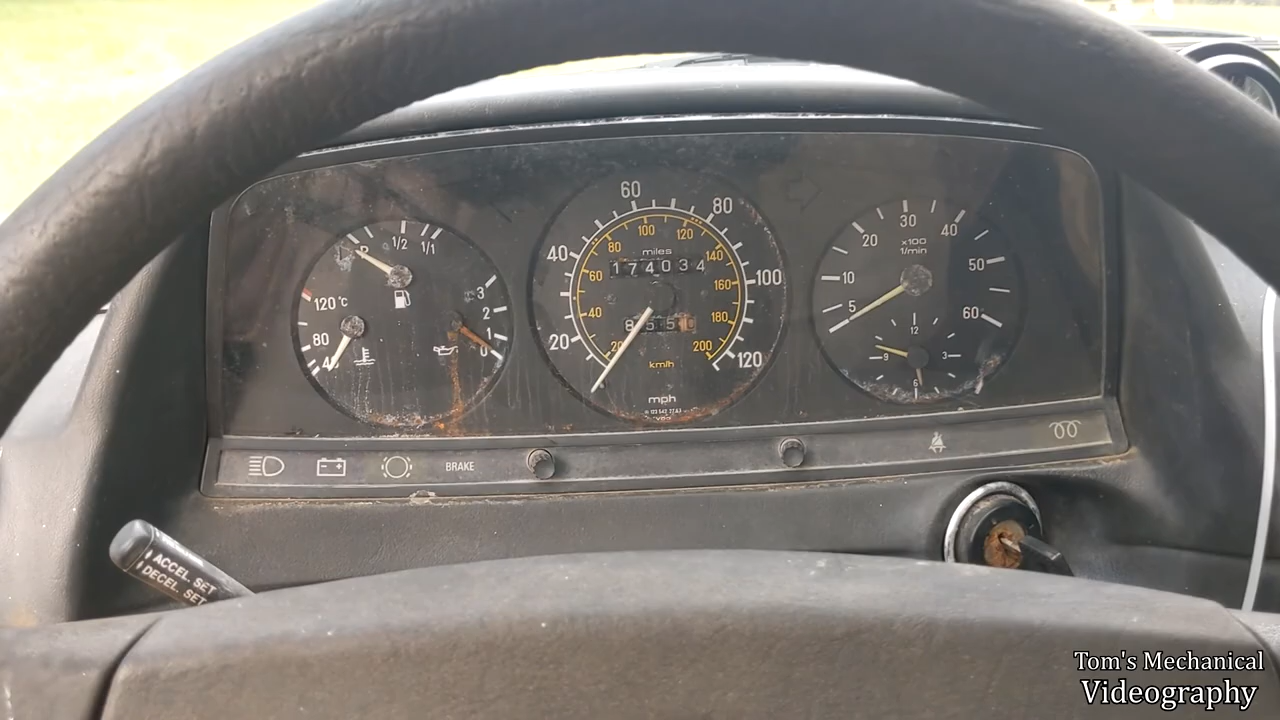 R 1/2 1/1
120 °c
80
40
3
2
1
0
60
40 80
20 100
120
100
80 120
60 140
40 160
20 180
200
miles
174034
855
km/h
mph
30
20 40
10 50
5 60
x100
1/min
12
9 3
6
BRAKE
ACCEL. SET
DECEL. SET
Tom's Mechanical
Videography